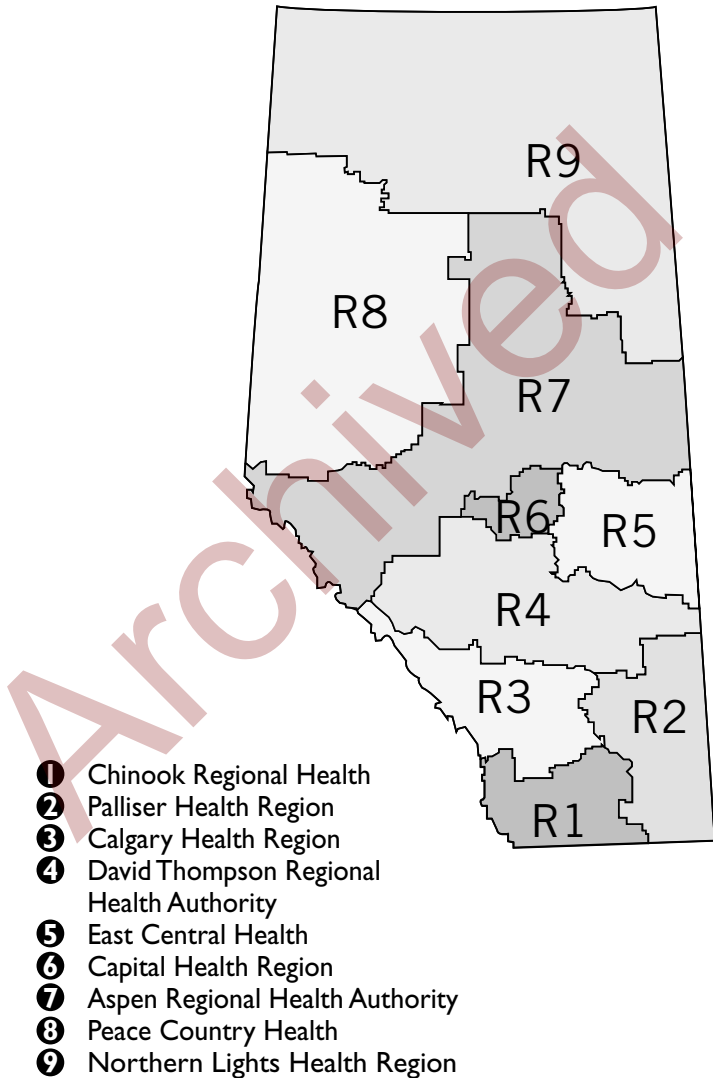 R9
R8
R7
R6
R5
R4
R3
R2
R1
Archived
1 Chinook Regional Health
2 Palliser Health Region
3 Calgary Health Region
4 David Thompson Regional
Health Authority
5 East Central Health
6 Capital Health Region
7 Aspen Regional Health Authority
8 Peace Country Health
9 Northern Lights Health Region